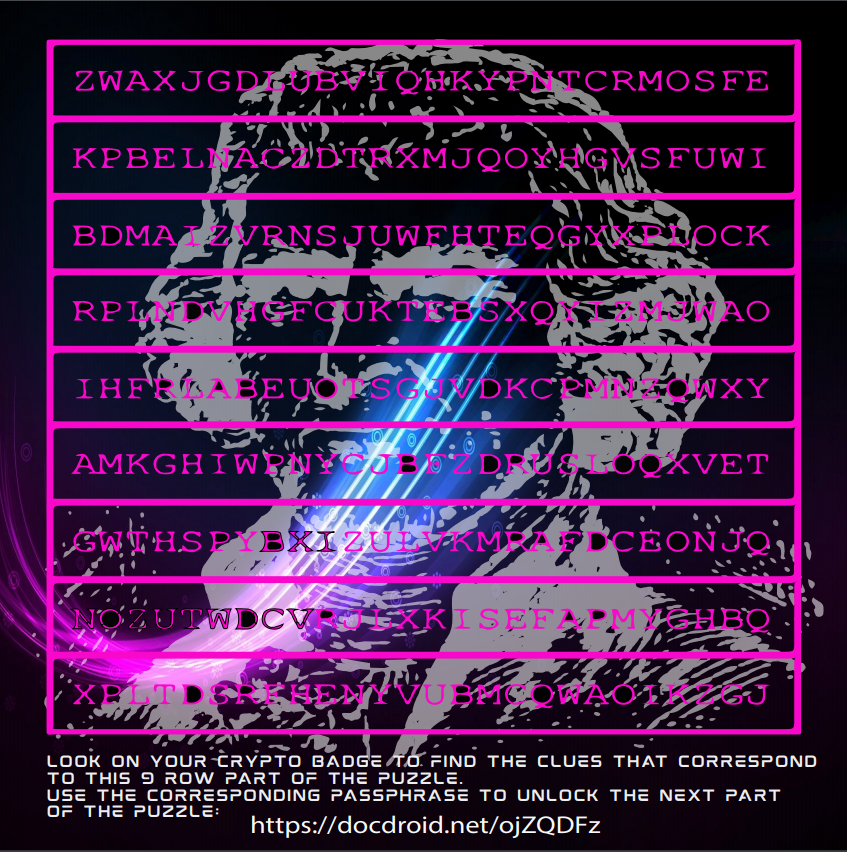 ZWAXJGDLUBVIQHKYPNTCRMOSFE
KPBELNACZDTRXMJQOYHGVSFUWI
BDMAIZVRNSJUWFHTEQGYXPLOCK
RPLNDVHGFCUKTEBSXQYIZMJWAO
IHFRLABEUOTSGJVDKCPMNZQWXY
AMKGHIWPNYCJBFZDRUSLOQXVET
GWTHSPYBXIZULVKMRAFDCEONJQ
NOZUTWDCVRJLXKISEFAPMYGHBQ
XPLTDSRFHENYVUBMCQWAOIKZGJ
LOOK ON YOUR CRYPTO BADGE TO FIND THE CLUES THAT CORRESPOND
TO THIS 9 ROW PART OF THE PUZZLE.
USE THE CORRESPONDING PASSPHRASE TO UNLOCK THE NEXT PART
OF THE PUZZLE: https://docdroid.net/ojZQDFz